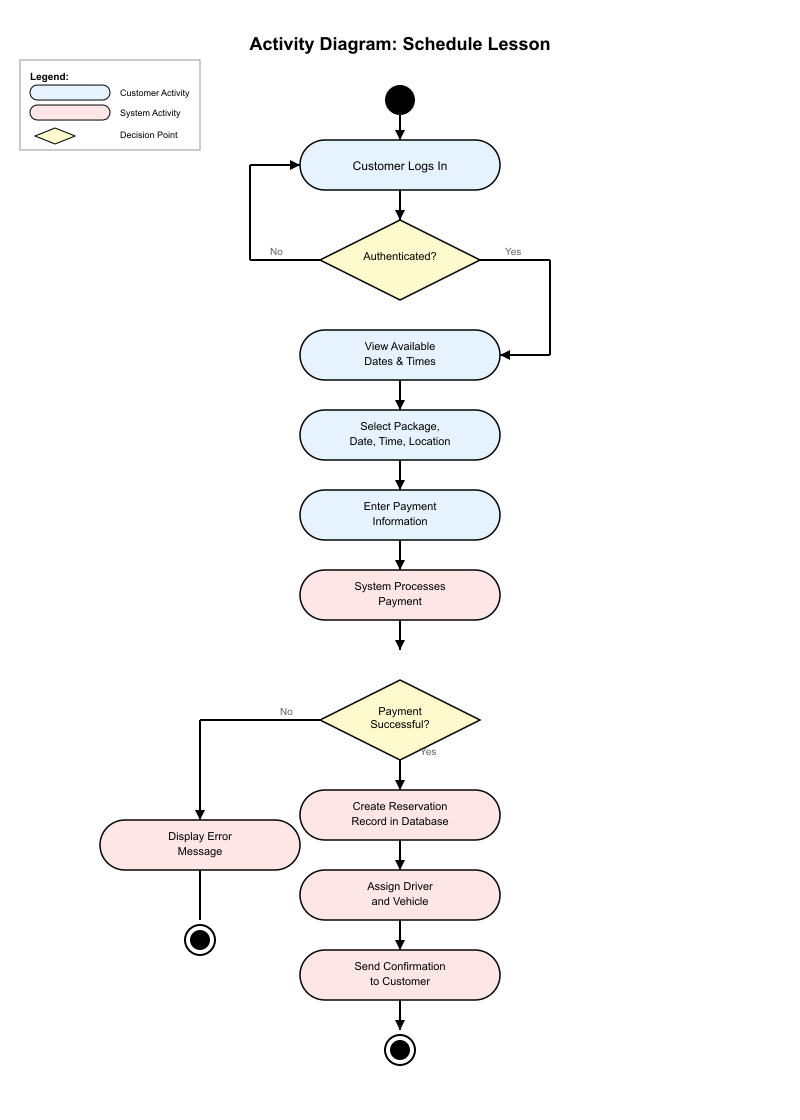 Activity Diagram: Schedule Lesson
Legend:
Customer Activity
System Activity
Decision Point
Customer Logs In
Authenticated?
No
Yes
View Available
Dates & Times
Select Package,
Date, Time, Location
Enter Payment
Information
System Processes
Payment
Payment
Successful?
No
Yes
Create Reservation
Record in Database
Display Error
Message
Assign Driver
and Vehicle
Send Confirmation
to Customer